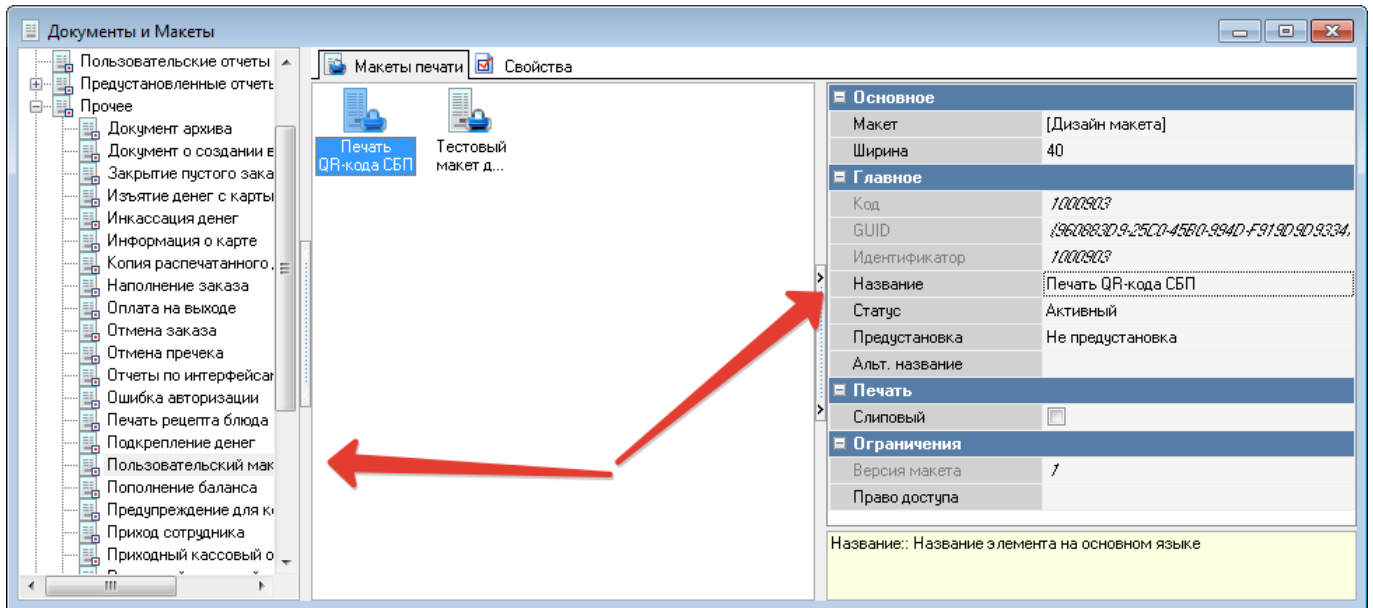 Документы и Макеты
Пользовательские отчеты
Предустановленные отчеть
Прочее
Документ архива
Документ о создании в
Закрытие пустого зака
Изъятие денег с карты
Инкассация денег
Информация о карте
Копия распечатанного
Наполнение заказа
Оплата на выходе
Отмена заказа
Отмена пречека
Отчеты по интерфейсам
Ошибка авторизации
Печать рецепта блюда
Подкрепление денег
Пользовательский мак
Пополнение баланса
Предупреждение для к
Приход сотрудника
Приходный кассовый о
Макеты печати Свойства
Печать
QR-кода СБП
Тестовый
макет д...
Основное
Макет [Дизайн макета]
Ширина 40
Главное
Код 1000903
GUID {960863D9-25C0-45B0-994D-F919D9D9334,
Идентификатор 1000903
Название Печать QR-кода СБП
Статус Активный
Предустановка Не предустановка
Альт. название
Печать
Слиповый
Ограничения
Версия макета 1
Право доступа
Название:: Название элемента на основном языке